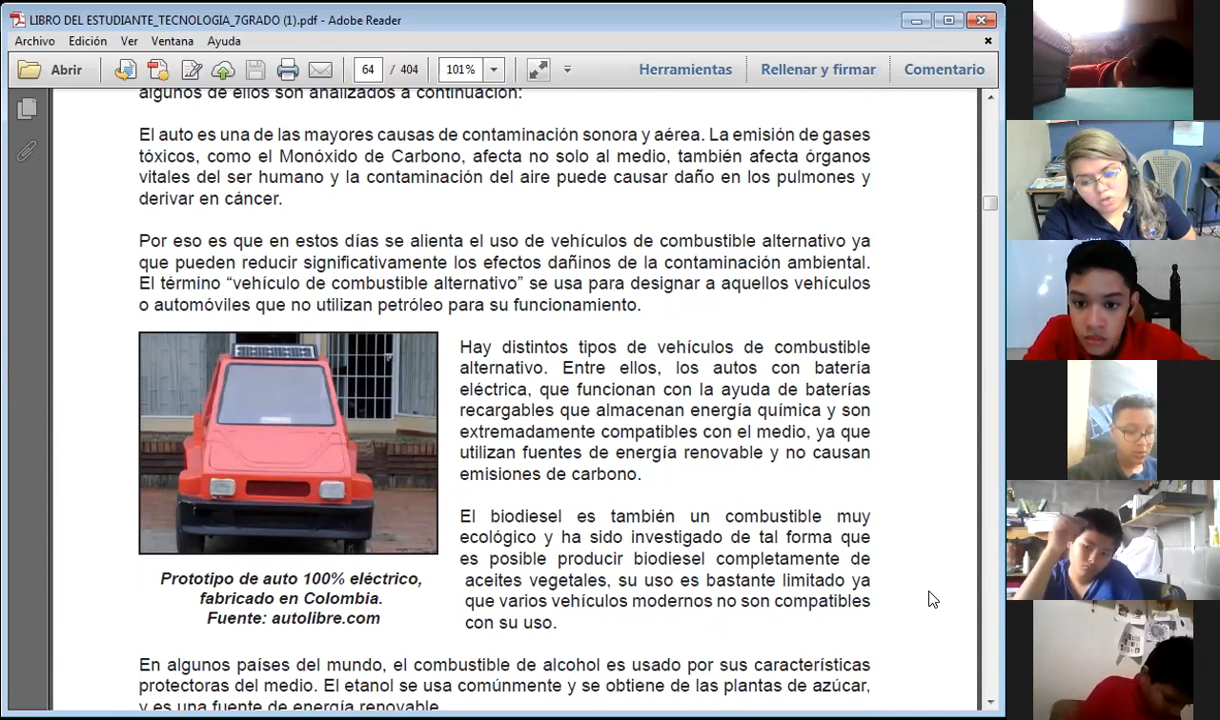 LIBRO DEL ESTUDIANTE_TECNOLOGIA_7GRADO (1).pdf - Adobe Reader
Archivo Edición Ver Ventana Ayuda
Abrir 64 / 404 101% Herramientas Rellenar y firmar Comentario
algunos de ellos son analizados a continuación:
El auto es una de las mayores causas de contaminación sonora y aérea. La emisión de gases
tóxicos, como el Monóxido de Carbono, afecta no solo al medio, también afecta órganos
vitales del ser humano y la contaminación del aire puede causar daño en los pulmones y
derivar en cáncer.
Por eso es que en estos días se alienta el uso de vehículos de combustible alternativo ya
que pueden reducir significativamente los efectos dañinos de la contaminación ambiental.
El término “vehículo de combustible alternativo” se usa para designar a aquellos vehículos
o automóviles que no utilizan petróleo para su funcionamiento.
Hay distintos tipos de vehículos de combustible
alternativo. Entre ellos, los autos con batería
eléctrica, que funcionan con la ayuda de baterías
recargables que almacenan energía química y son
extremadamente compatibles con el medio, ya que
utilizan fuentes de energía renovable y no causan
emisiones de carbono.
El biodiesel es también un combustible muy
ecológico y ha sido investigado de tal forma que
es posible producir biodiesel completamente de
aceites vegetales, su uso es bastante limitado ya
que varios vehículos modernos no son compatibles
con su uso.
Prototipo de auto 100% eléctrico,
fabricado en Colombia.
Fuente: autolibre.com
En algunos países del mundo, el combustible de alcohol es usado por sus características
protectoras del medio. El etanol se usa comúnmente y se obtiene de las plantas de azúcar,
y es una fuente de energía renovable.